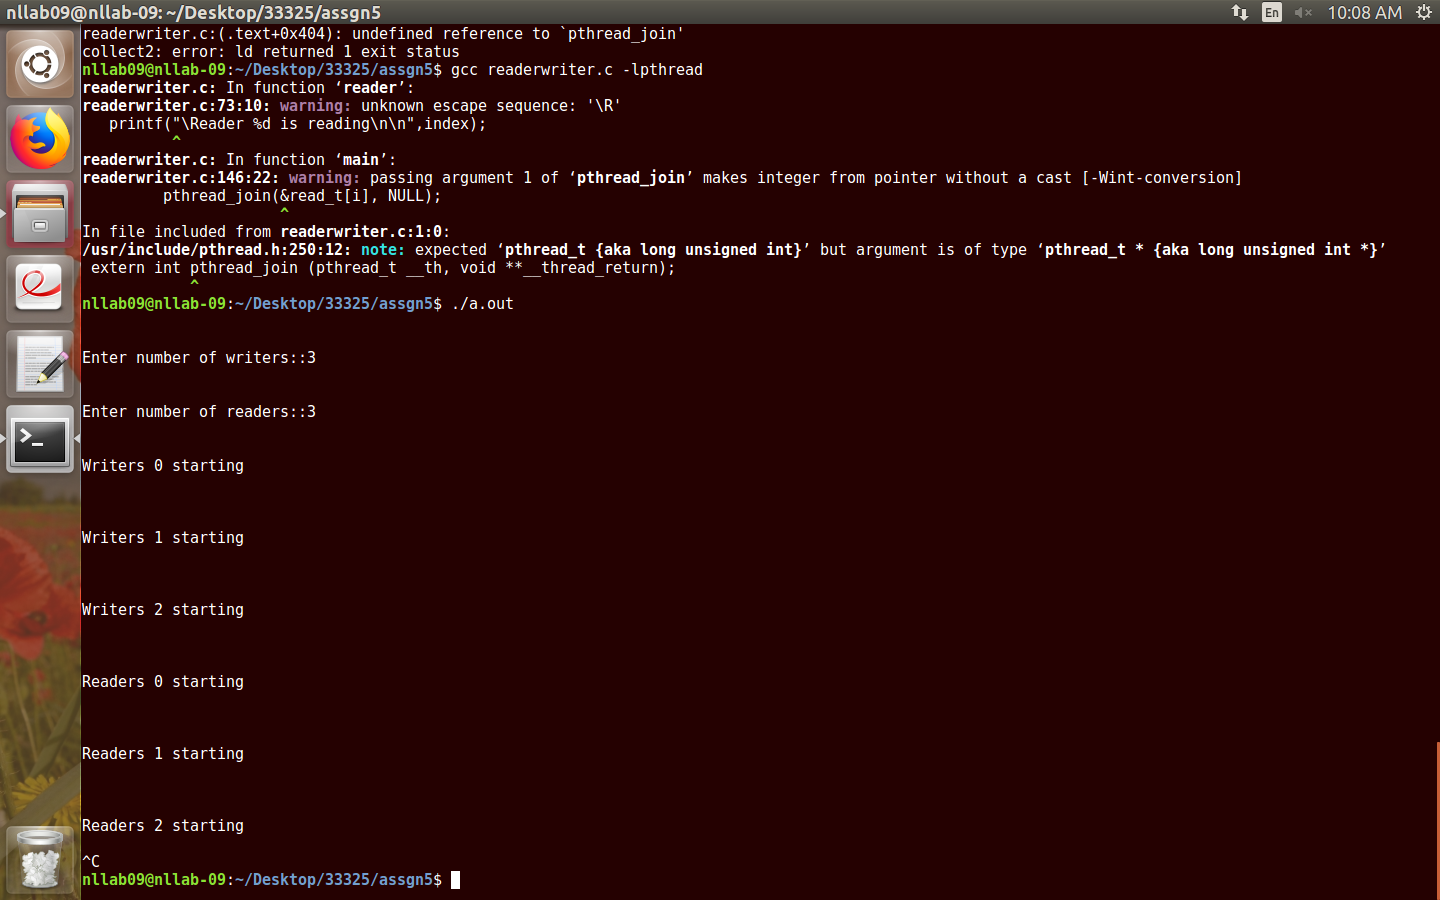 nllab09@nllab-09: ~/Desktop/33325/assgn5
En
10:08 AM
readerwriter.c:(.text+0x404): undefined reference to `pthread_join'
collect2: error: ld returned 1 exit status
nllab09@nllab-09:~/Desktop/33325/assgn5$ gcc readerwriter.c -lpthread
readerwriter.c: In function ‘reader’:
readerwriter.c:73:10: warning: unknown escape sequence: '\R'
   printf("\Reader %d is reading\n\n",index);
          ^
readerwriter.c: In function ‘main’:
readerwriter.c:146:22: warning: passing argument 1 of ‘pthread_join’ makes integer from pointer without a cast [-Wint-conversion]
         pthread_join(&read_t[i], NULL);
                      ^
In file included from readerwriter.c:1:0:
/usr/include/pthread.h:250:12: note: expected ‘pthread_t {aka long unsigned int}’ but argument is of type ‘pthread_t * {aka long unsigned int *}’
 extern int pthread_join (pthread_t __th, void **__thread_return);
            ^
nllab09@nllab-09:~/Desktop/33325/assgn5$ ./a.out
Enter number of writers::3
Enter number of readers::3
Writers 0 starting
Writers 1 starting
Writers 2 starting
Readers 0 starting
Readers 1 starting
Readers 2 starting
^C
nllab09@nllab-09:~/Desktop/33325/assgn5$